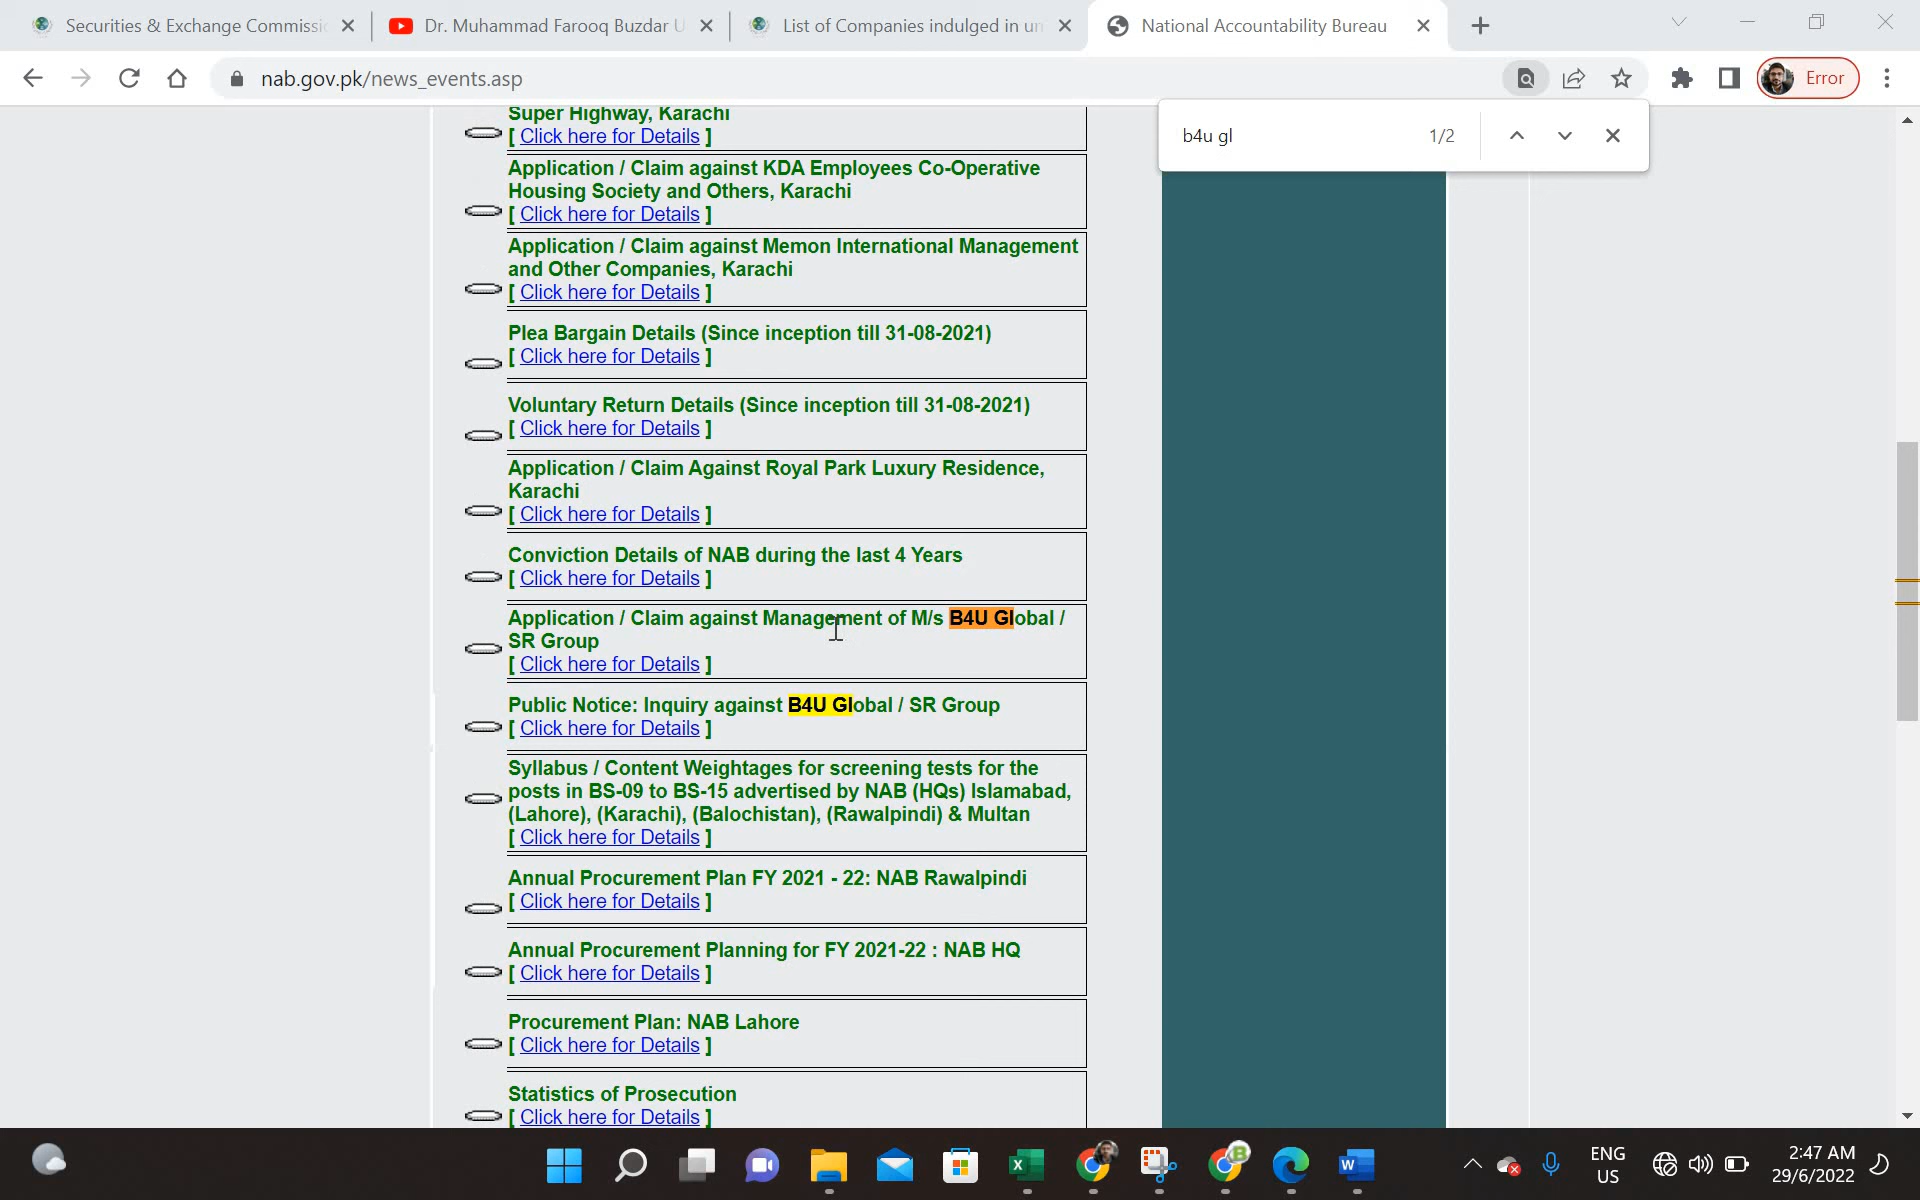 Securities & Exchange Commissi
Dr. Muhammad Farooq Buzdar U
List of Companies indulged in un
National Accountability Bureau
nab.gov.pk/news_events.asp
Error
b4u gl
1/2
Super Highway, Karachi
[ Click here for Details ]
Application / Claim against KDA Employees Co-Operative
Housing Society and Others, Karachi
[ Click here for Details ]
Application / Claim against Memon International Management
and Other Companies, Karachi
[ Click here for Details ]
Plea Bargain Details (Since inception till 31-08-2021)
[ Click here for Details ]
Voluntary Return Details (Since inception till 31-08-2021)
[ Click here for Details ]
Application / Claim Against Royal Park Luxury Residence,
Karachi
[ Click here for Details ]
Conviction Details of NAB during the last 4 Years
[ Click here for Details ]
Application / Claim against Management of M/s B4U Global /
SR Group
[ Click here for Details ]
Public Notice: Inquiry against B4U Global / SR Group
[ Click here for Details ]
Syllabus / Content Weightages for screening tests for the
posts in BS-09 to BS-15 advertised by NAB (HQs) Islamabad,
(Lahore), (Karachi), (Balochistan), (Rawalpindi) & Multan
[ Click here for Details ]
Annual Procurement Plan FY 2021 - 22: NAB Rawalpindi
[ Click here for Details ]
Annual Procurement Planning for FY 2021-22 : NAB HQ
[ Click here for Details ]
Procurement Plan: NAB Lahore
[ Click here for Details ]
Statistics of Prosecution
[ Click here for Details ]
ENG
US
2:47 AM
29/6/2022